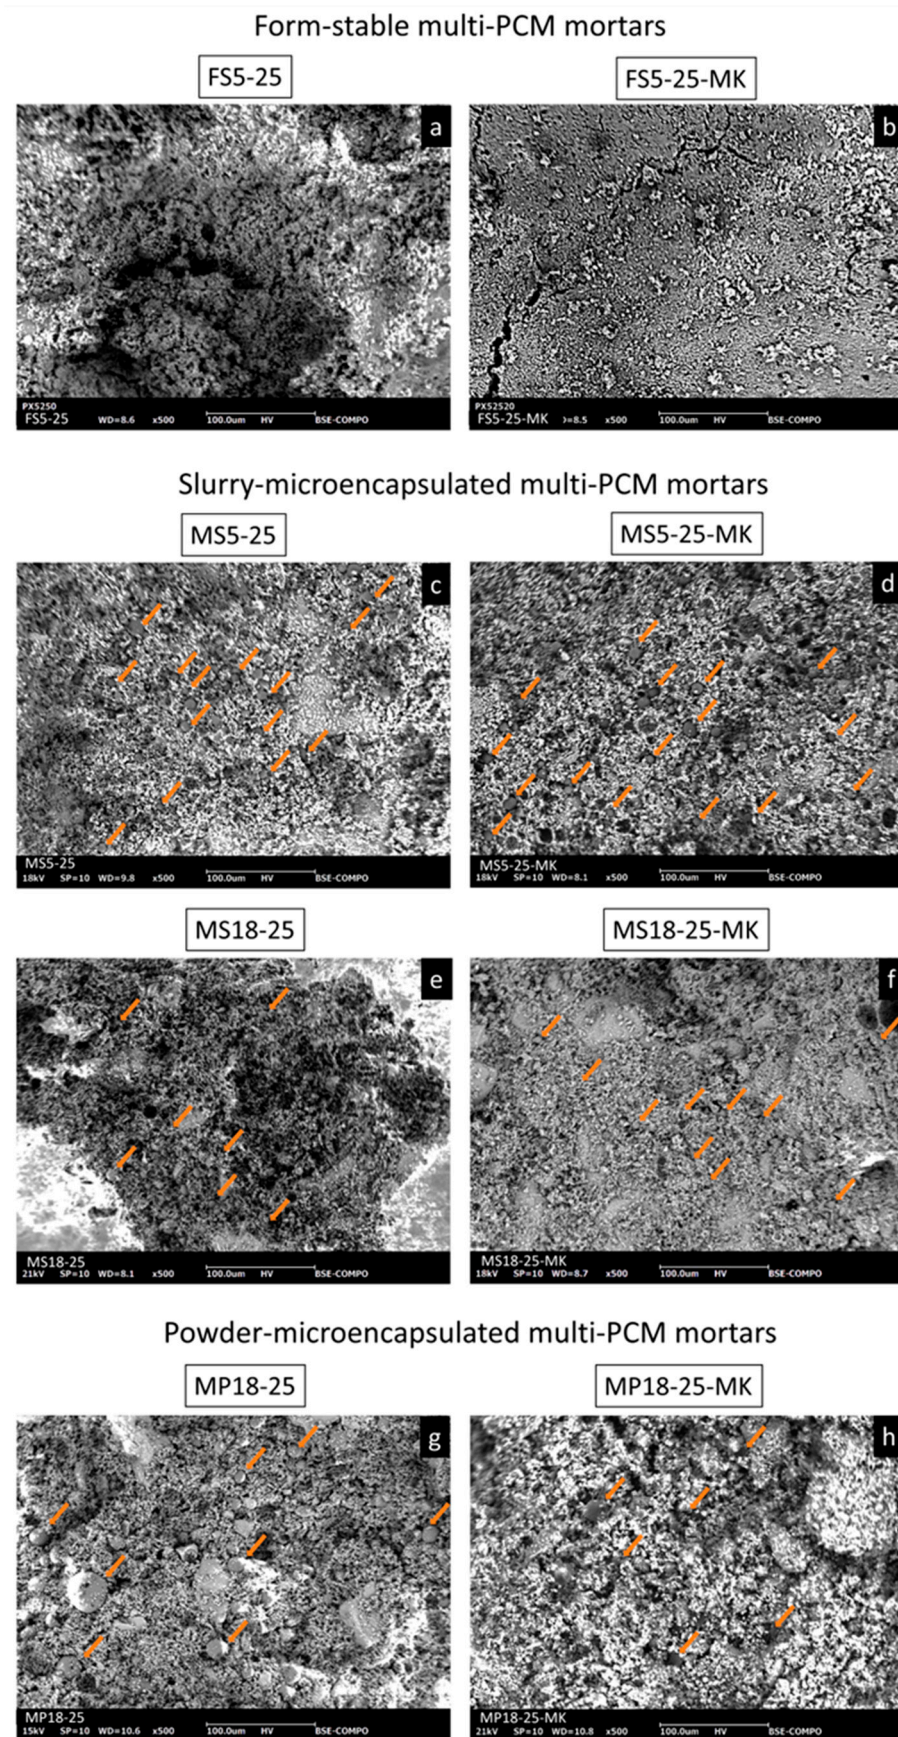 Form-stable multi-PCM mortars
FS5-25 FS5-25-MK
a b
PX5250 PX52520
FS5-25 WD=8.6 x500 100.0um HV BSE-COMPO FS5-25-MK )=8.5 x500 100.0um HV BSE-COMPO
Slurry-microencapsulated multi-PCM mortars
MS5-25 MS5-25-MK
c d
MS5-25 MS5-25-MK
18kV SP=10 WD=9.8 x500 100.0um HV BSE-COMPO 18kV SP=10 WD=8.1 x500 100.0um HV BSE-COMPO
MS18-25 MS18-25-MK
e f
MS18-25 MS18-25-MK
21kV SP=10 WD=8.1 x500 100.0um HV BSE-COMPO 18kV SP=10 WD=8.7 x500 100.0um HV BSE-COMPO
Powder-microencapsulated multi-PCM mortars
MP18-25 MP18-25-MK
g h
MP18-25 MP18-25-MK
15kV SP=10 WD=10.6 x500 100.0um HV BSE-COMPO 21kV SP=10 WD=10.8 x500 100.0um HV BSE-COMPO